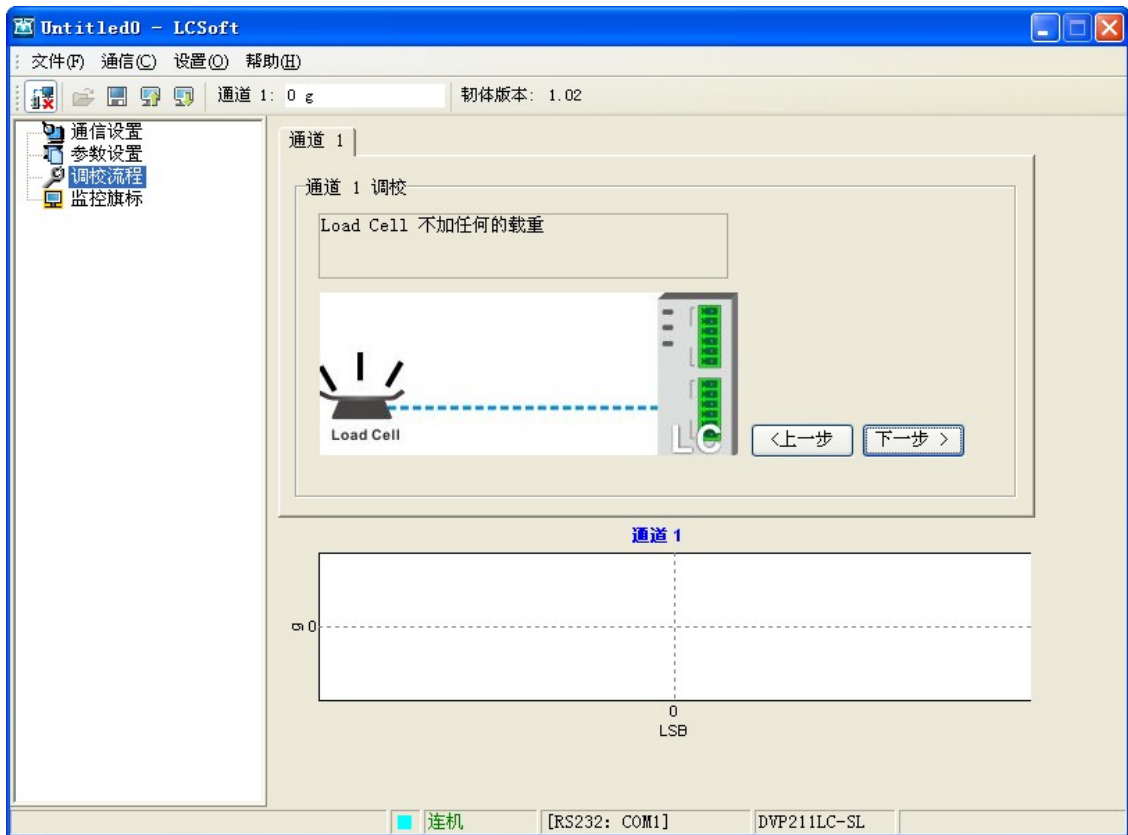 Untitled0 - LCSoft
文件(F) 通信(C) 设置(O) 帮助(H)
通道 1: 0 g 韧体版本: 1.02
通信设置
参数设置
调校流程
监控旗标
通道 1
通道 1 调校
Load Cell 不加任何的载重
Load Cell
LC
<上一步 下一步 >
通道 1
g 0
0
LSB
连机 [RS232: COM1] DVP211LC-SL